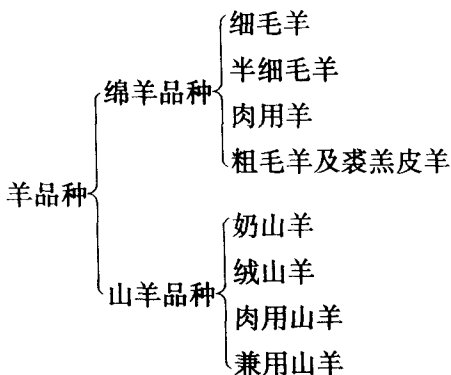 羊品种
绵羊品种
细毛羊
半细毛羊
肉用羊
粗毛羊及裘羔皮羊
山羊品种
奶山羊
绒山羊
肉用山羊
兼用山羊